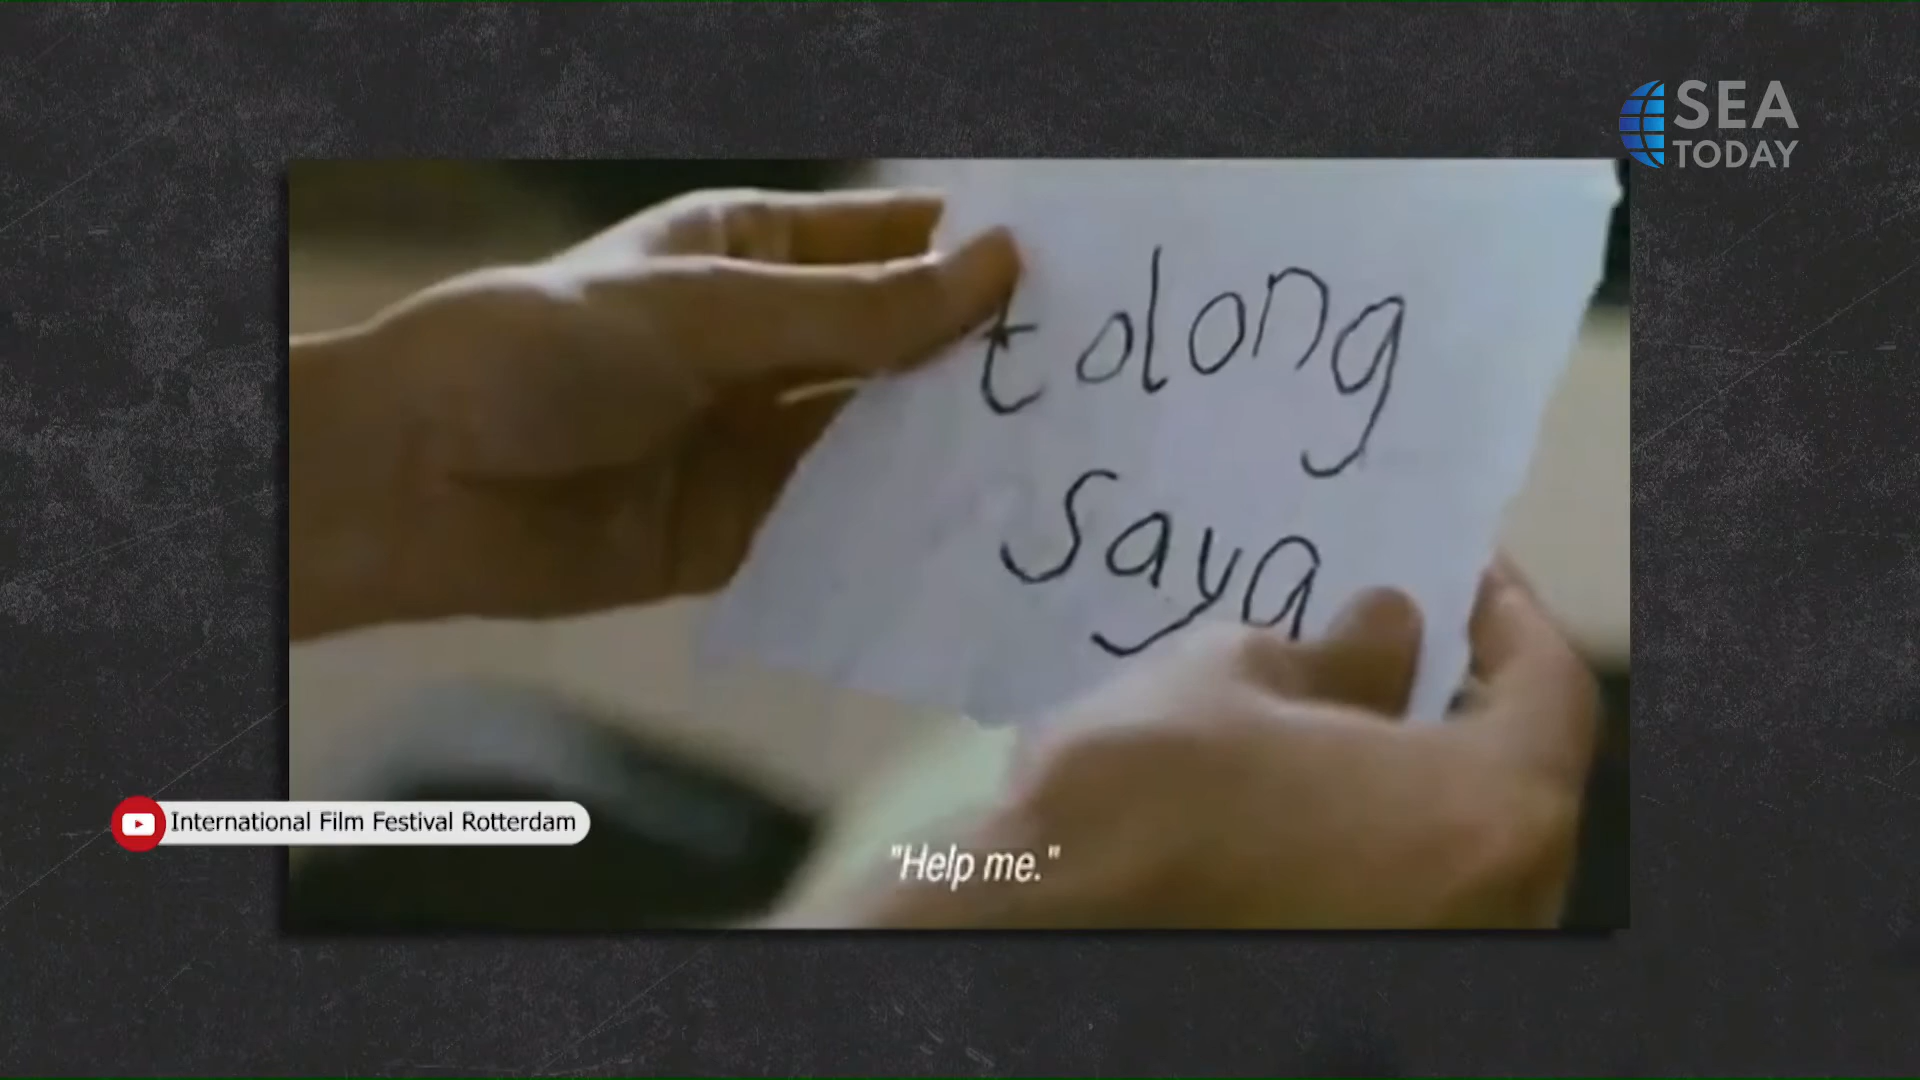 SEA
TODAY
tolong
saya
International Film Festival Rotterdam
"Help me."